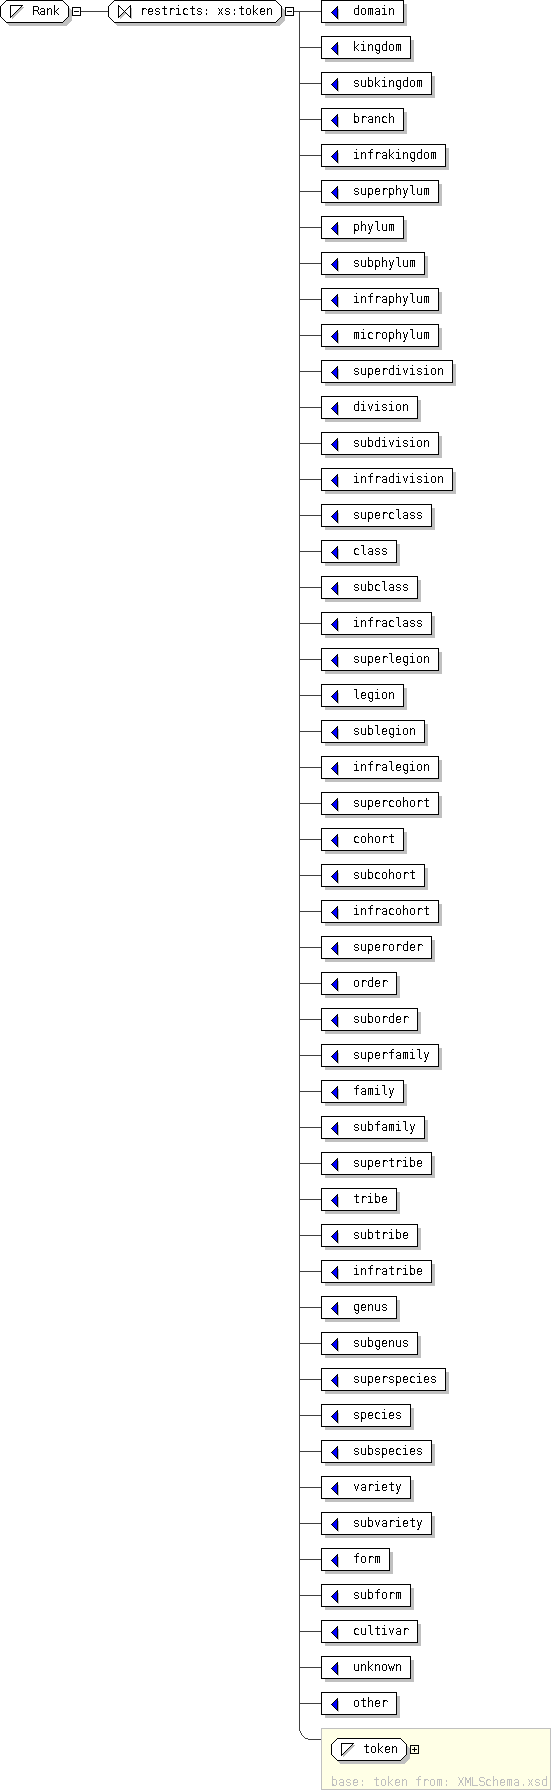 Rank
restricts: xs:token
domain
kingdom
subkingdom
branch
infrakingdom
superphylum
phylum
subphylum
infraphylum
microphylum
superdivision
division
subdivision
infradivision
superclass
class
subclass
infraclass
superlegion
legion
sublegion
infralegion
supercohort
cohort
subcohort
infracohort
superorder
order
suborder
superfamily
family
subfamily
supertribe
tribe
subtribe
infratribe
genus
subgenus
superspecies
species
subspecies
variety
subvariety
form
subform
cultivar
unknown
other
token
base: token from: XMLSchema.xsd